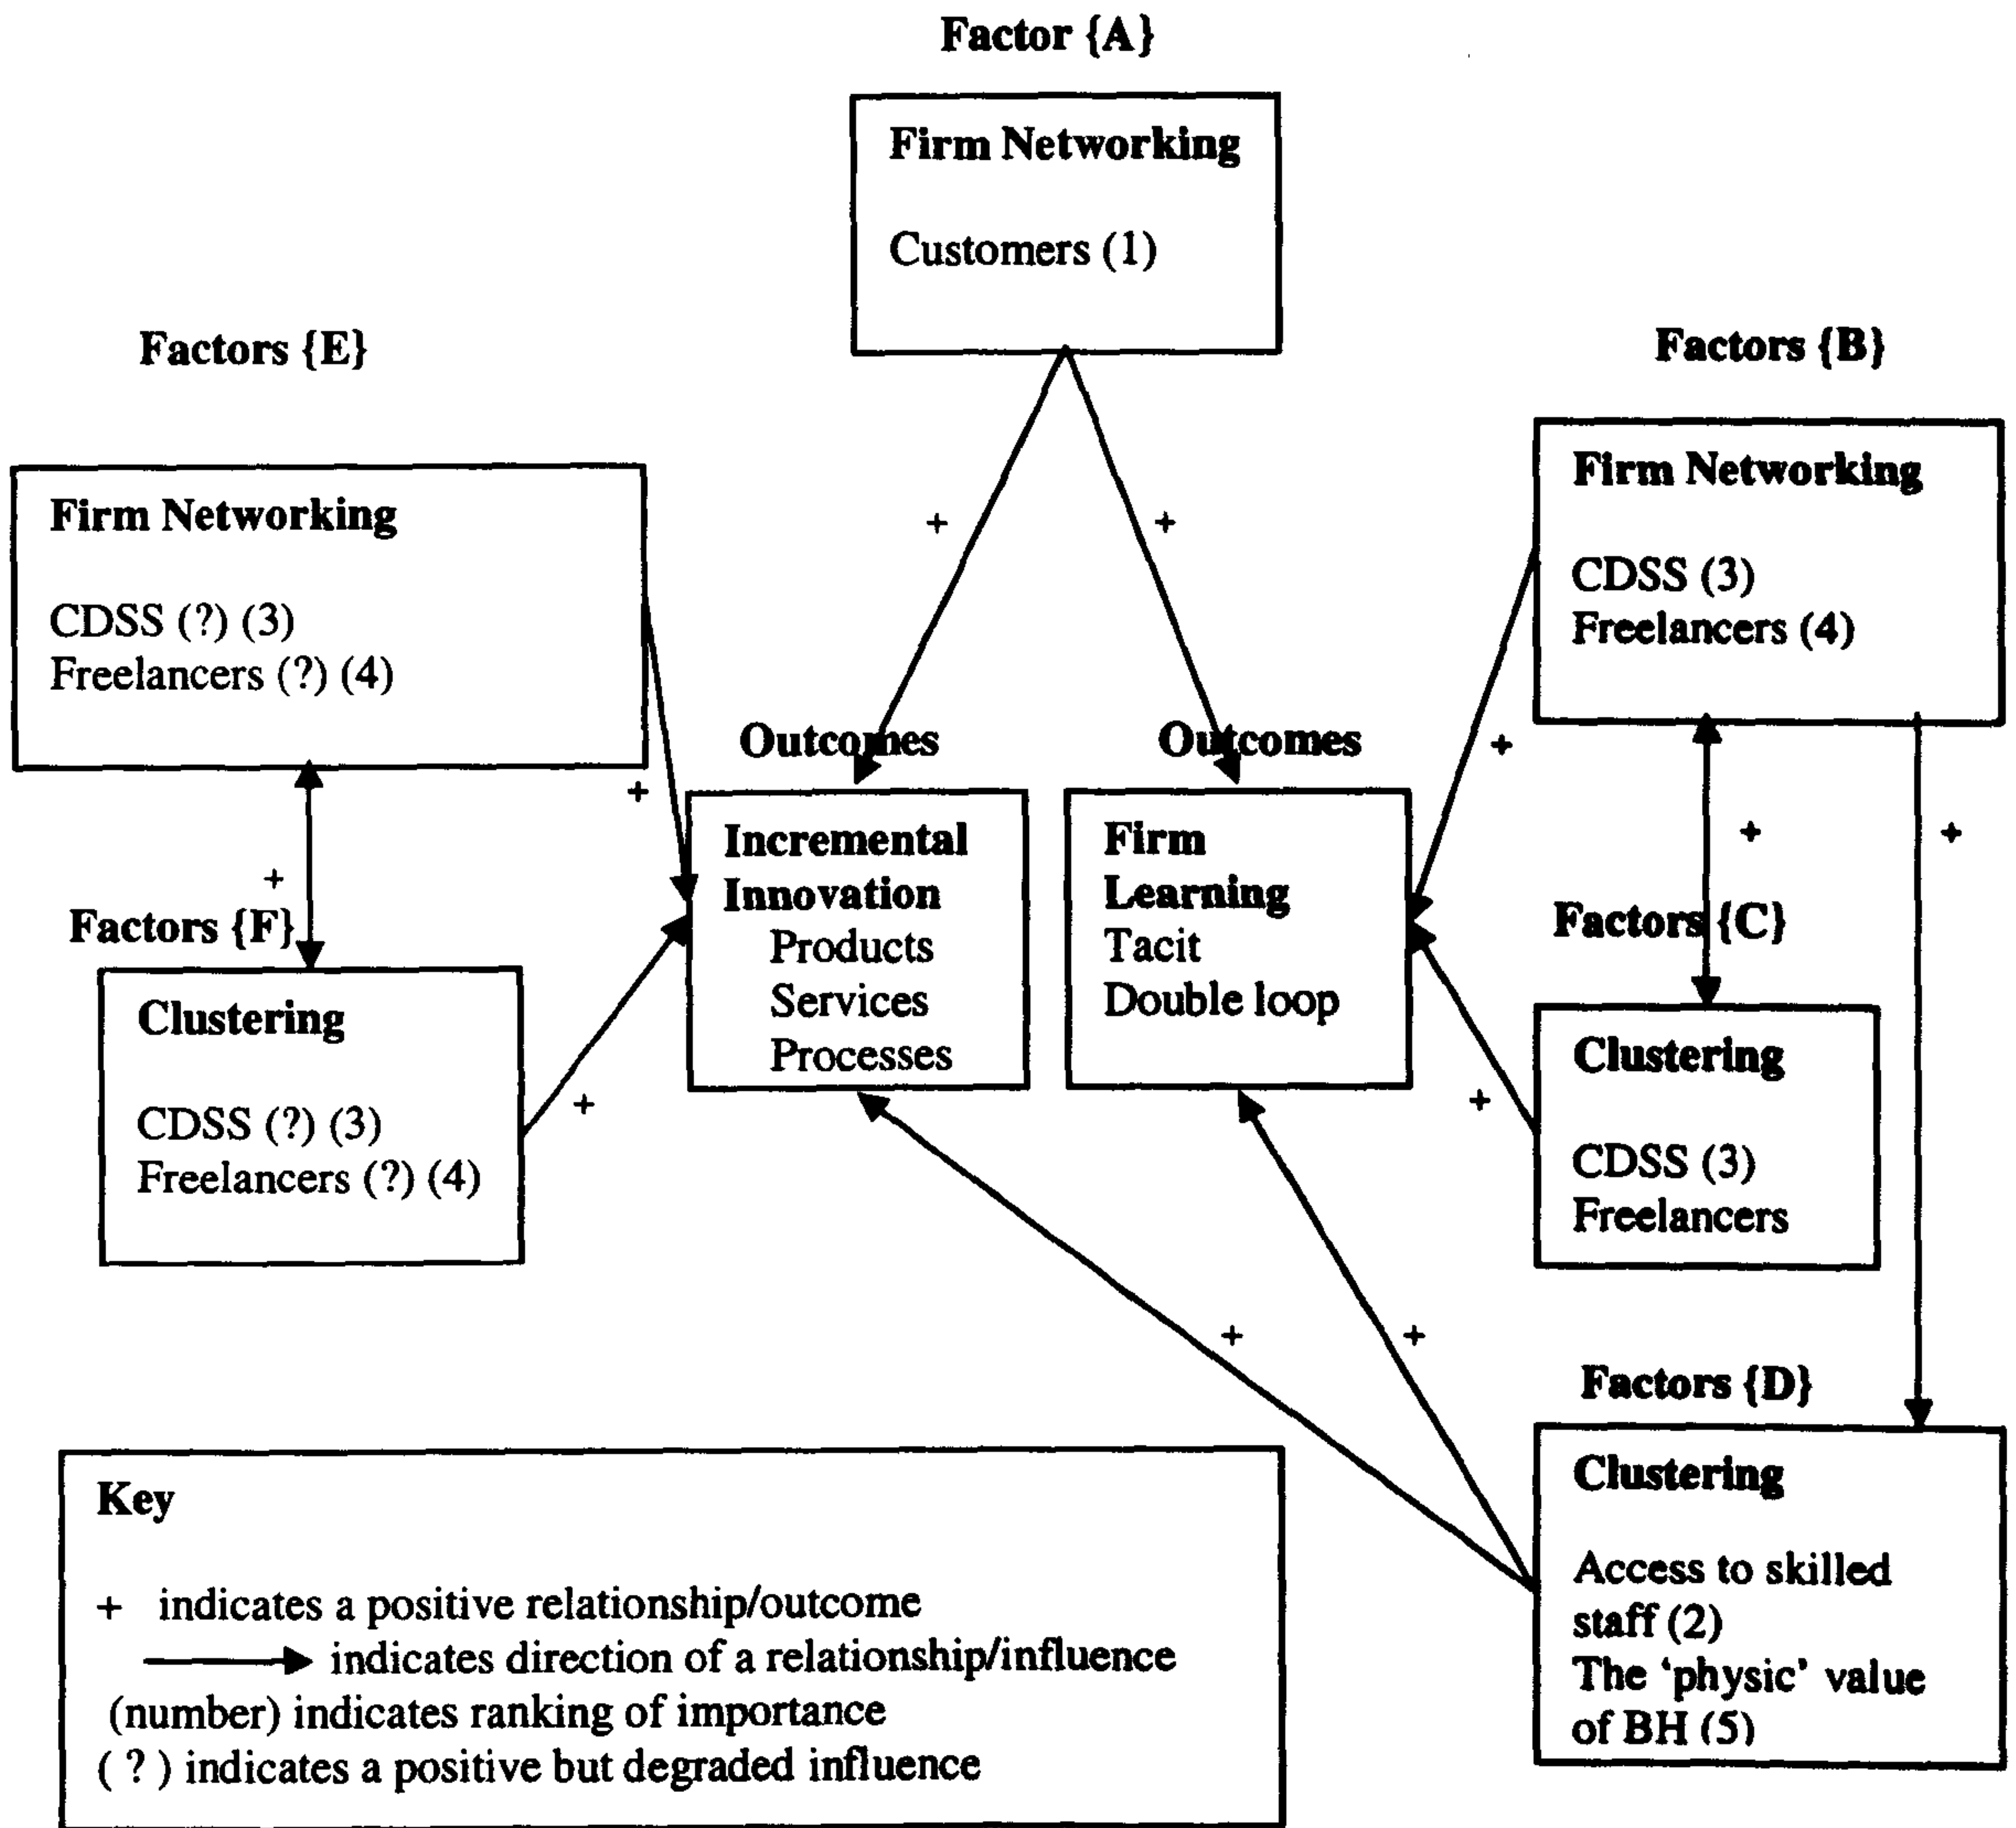 Factor {A}
Firm Networking
Customers (1)
Factors {E}
Firm Networking
CDSS (?) (3)
Freelancers (?) (4)
Factors {B}
Firm Networking
CDSS (3)
Freelancers (4)
+
+
+
+
+
+
+
Outcomes
Incremental
Innovation
Products
Services
Processes
Outcomes
Firm
Learning
Tacit
Double loop
Factors {F}
Clustering
CDSS (?) (3)
Freelancers (?) (4)
+
Factors {C}
Clustering
CDSS (3)
Freelancers
+
+
+
Factors {D}
Clustering
Access to skilled
staff (2)
The ‘physic’ value
of BH (5)
Key
+ indicates a positive relationship/outcome
indicates direction of a relationship/influence
(number) indicates ranking of importance
( ? ) indicates a positive but degraded influence